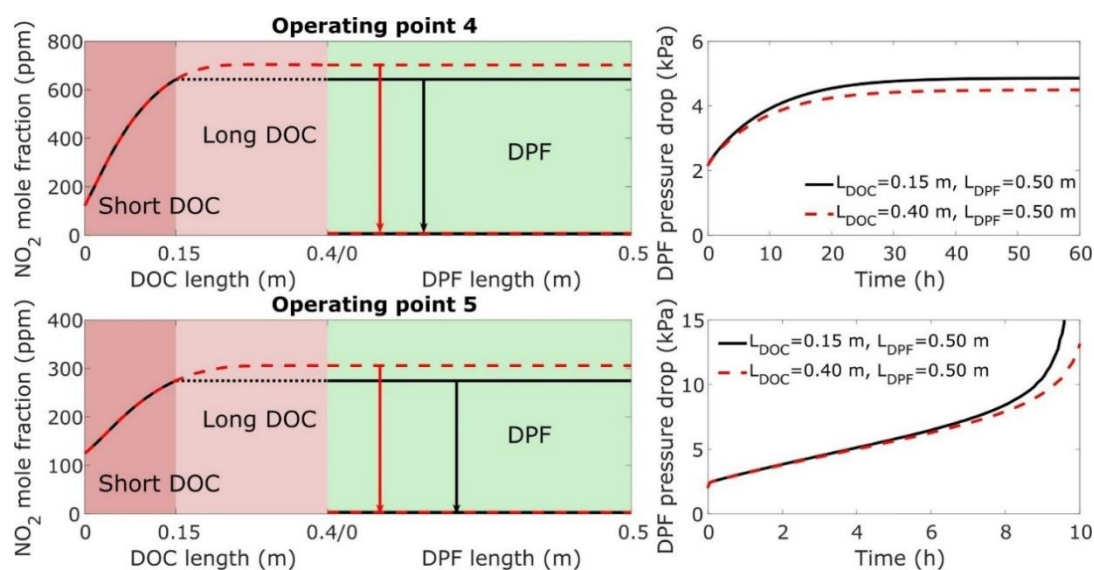 Operating point 4
NO2 mole fraction (ppm)
800
600
400
200
0
Short DOC
Long DOC
DPF
0
0.15
0.4/0
0.5
DOC length (m)
DPF length (m)
DPF pressure drop (kPa)
6
4
2
0
LDOC=0.15 m, LDPF=0.50 m
LDOC=0.40 m, LDPF=0.50 m
0
10
20
30
40
50
60
Time (h)
Operating point 5
NO2 mole fraction (ppm)
400
300
200
100
0
Short DOC
Long DOC
DPF
0
0.15
0.4/0
0.5
DOC length (m)
DPF length (m)
DPF pressure drop (kPa)
15
10
5
0
LDOC=0.15 m, LDPF=0.50 m
LDOC=0.40 m, LDPF=0.50 m
0
2
4
6
8
10
Time (h)